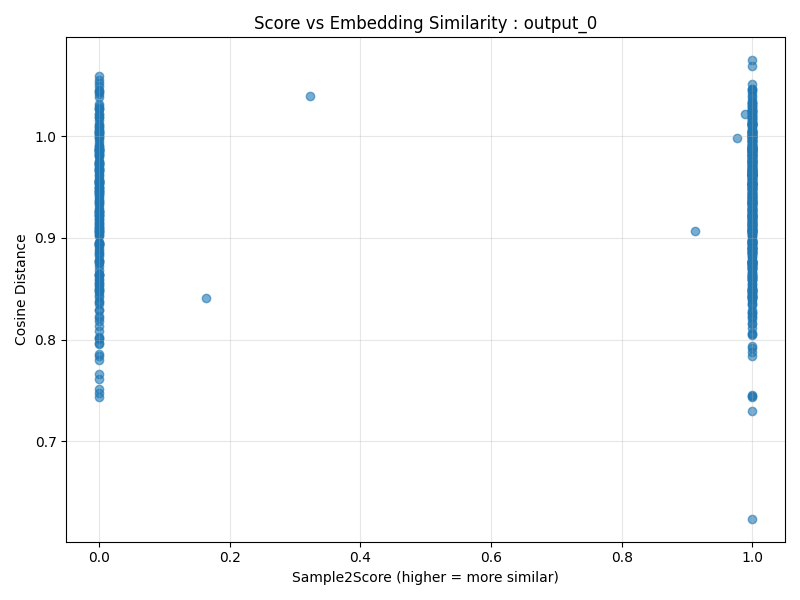 Score vs Embedding Similarity : output_0
Cosine Distance
1.0
0.9
0.8
0.7
0.0 0.2 0.4 0.6 0.8 1.0
Sample2Score (higher = more similar)